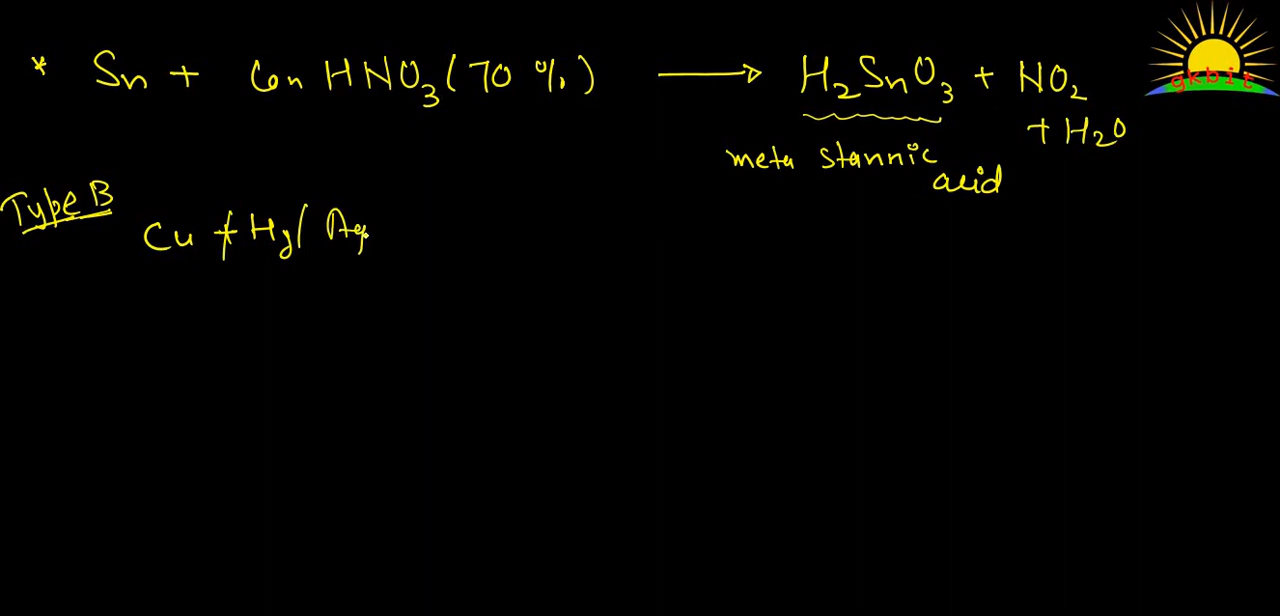 * Sn + Con HNO3 (70 %) → H2SnO3 + NO2
+ H2O
meta stannic
acid
Type B
Cu / Hg / Ag
gkbit